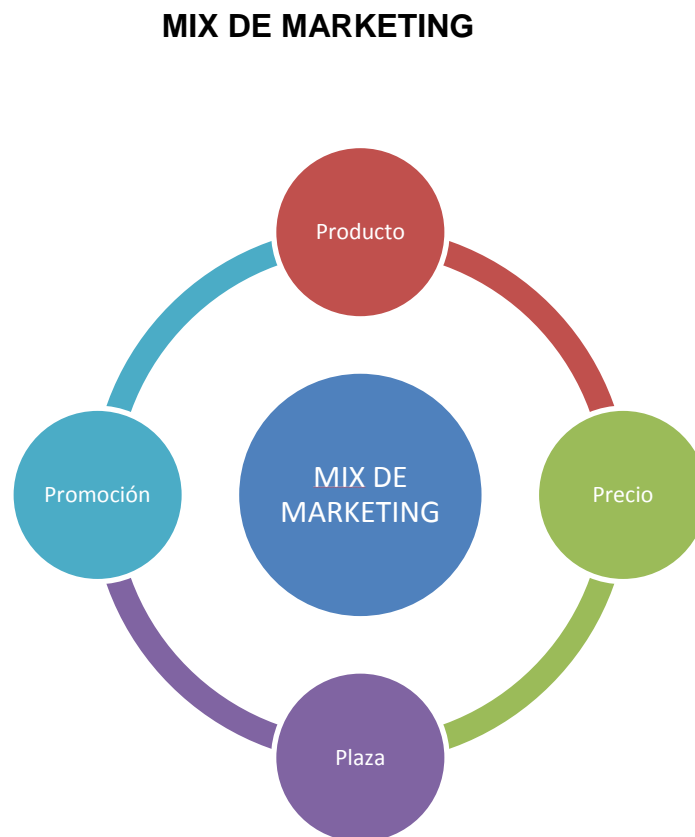 MIX DE MARKETING
Producto
Promoción
MIX DE
MARKETING
Precio
Plaza